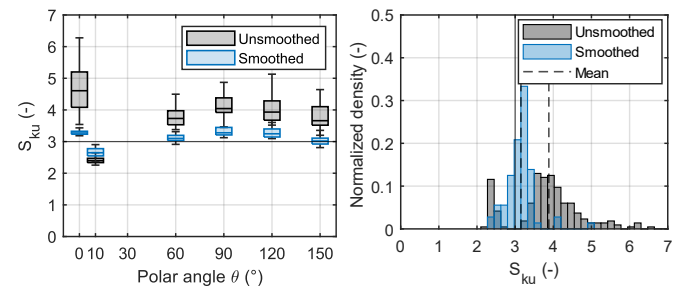 7
6
5
4
3
2
1
0
S_ku (-)
Unsmoothed
Smoothed
0 10 30 60 90 120 150
Polar angle θ (°)
0.5
0.4
0.3
0.2
0.1
0
Normalized density (-)
Unsmoothed
Smoothed
Mean
0 1 2 3 4 5 6 7
S_ku (-)